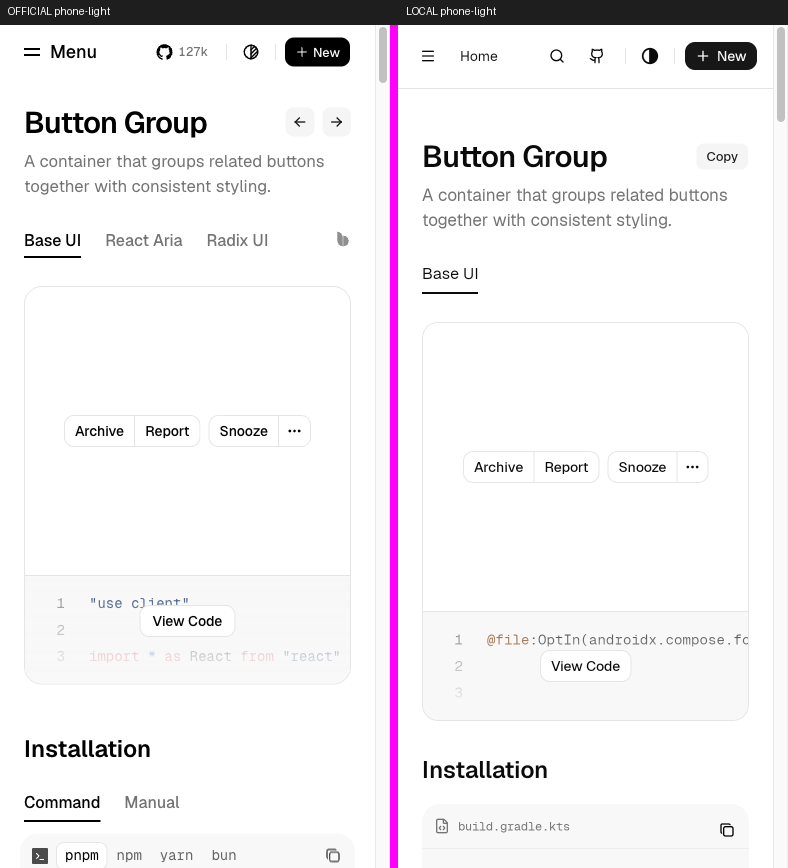 OFFICIAL phone-light
Menu
127k
New
Button Group
A container that groups related buttons
together with consistent styling.
Base UI
React Aria
Radix UI
Archive
Report
Snooze
1 "use client"
2
View Code
3 import * as React from "react"
Installation
Command
Manual
pnpm
npm
yarn
bun
LOCAL phone-light
Home
New
Button Group
Copy
A container that groups related buttons
together with consistent styling.
Base UI
Archive
Report
Snooze
1 @file:OptIn(androidx.compose.fo
2
View Code
3
Installation
build.gradle.kts